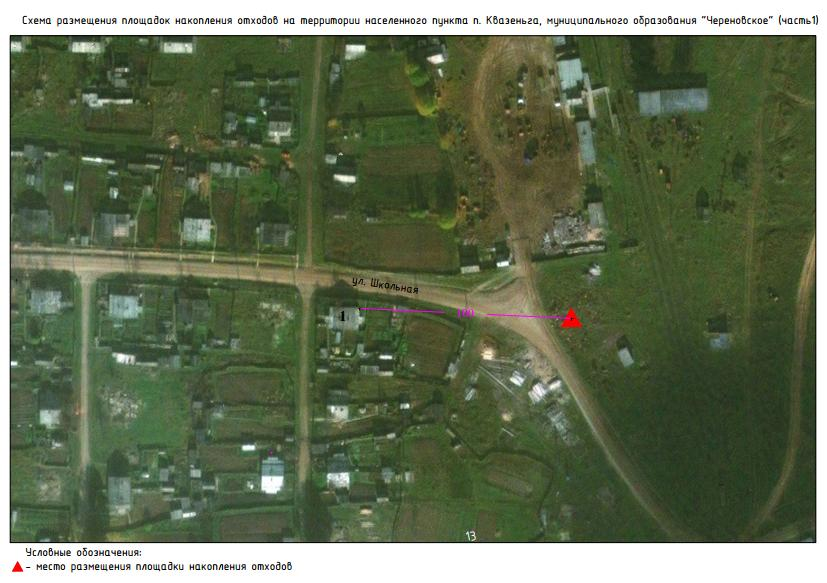 Схема размещения площадок накопления отходов на территории населенного пункта п. Квазеньга, муниципального образования "Череновское" (часть1)
ул. Школьная
1
100
13
Условные обозначения:
- место размещения площадки накопления отходов